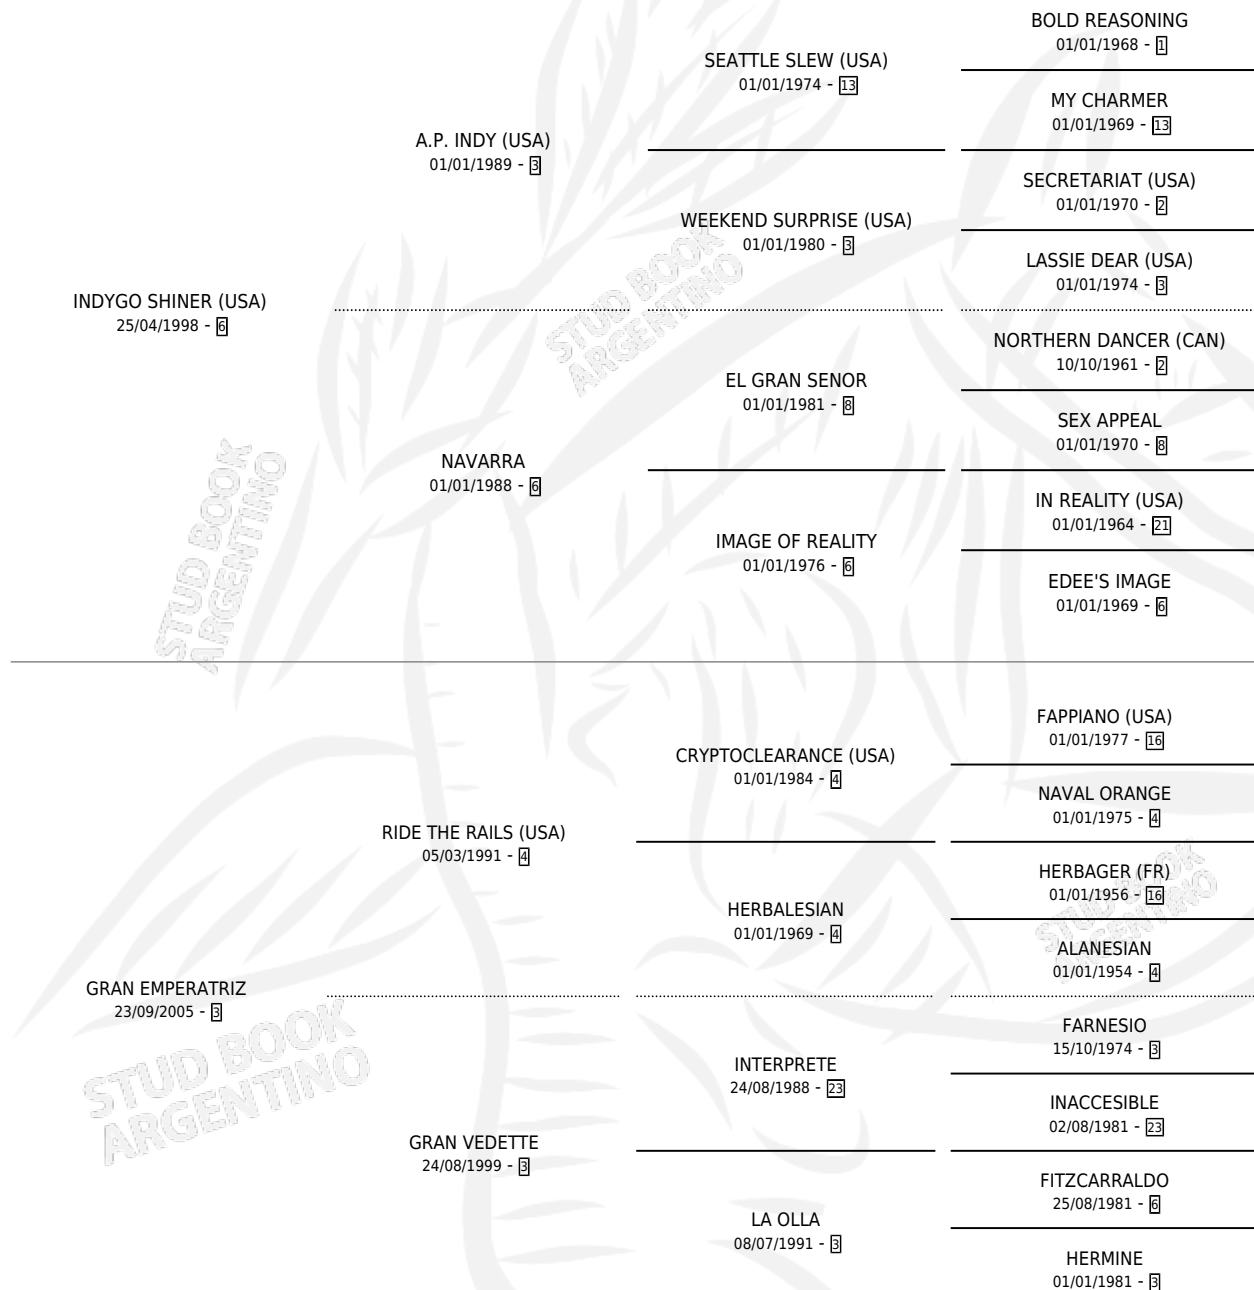 BOLD REASONING
01/01/1968 - 1
SEATTLE SLEW (USA)
01/01/1974 - 13
MY CHARMER
01/01/1969 - 13
A.P. INDY (USA)
01/01/1989 - 3
SECRETARIAT (USA)
01/01/1970 - 2
WEEKEND SURPRISE (USA)
01/01/1980 - 3
LASSIE DEAR (USA)
01/01/1974 - 3
INDYGO SHINER (USA)
25/04/1998 - 6
STUD BOOK
ARGENTINO
NORTHERN DANCER (CAN)
10/10/1961 - 2
EL GRAN SENOR
01/01/1981 - 8
SEX APPEAL
01/01/1970 - 8
NAVARRA
01/01/1988 - 6
IN REALITY (USA)
01/01/1964 - 21
IMAGE OF REALITY
01/01/1976 - 6
EDEE'S IMAGE
01/01/1969 - 6
STUD BOOK
ARGENTINO
FAPPIANO (USA)
01/01/1977 - 16
CRYPTOCLEARANCE (USA)
01/01/1984 - 4
NAVAL ORANGE
01/01/1975 - 4
RIDE THE RAILS (USA)
05/03/1991 - 4
HERBAGER (FR)
01/01/1956 - 16
HERBALESIAN
01/01/1969 - 4
STUD BOOK
ARGENTINO
ALANESIAN
01/01/1954 - 4
GRAN EMPERATRIZ
23/09/2005 - 3
STUD BOOK
ARGENTINO
FARNESIO
15/10/1974 - 3
INTERPRETE
24/08/1988 - 23
INACCESIBLE
02/08/1981 - 23
GRAN VEDETTE
24/08/1999 - 3
FITZCARRALDO
25/08/1981 - 6
LA OLLA
08/07/1991 - 3
HERMINE
01/01/1981 - 3